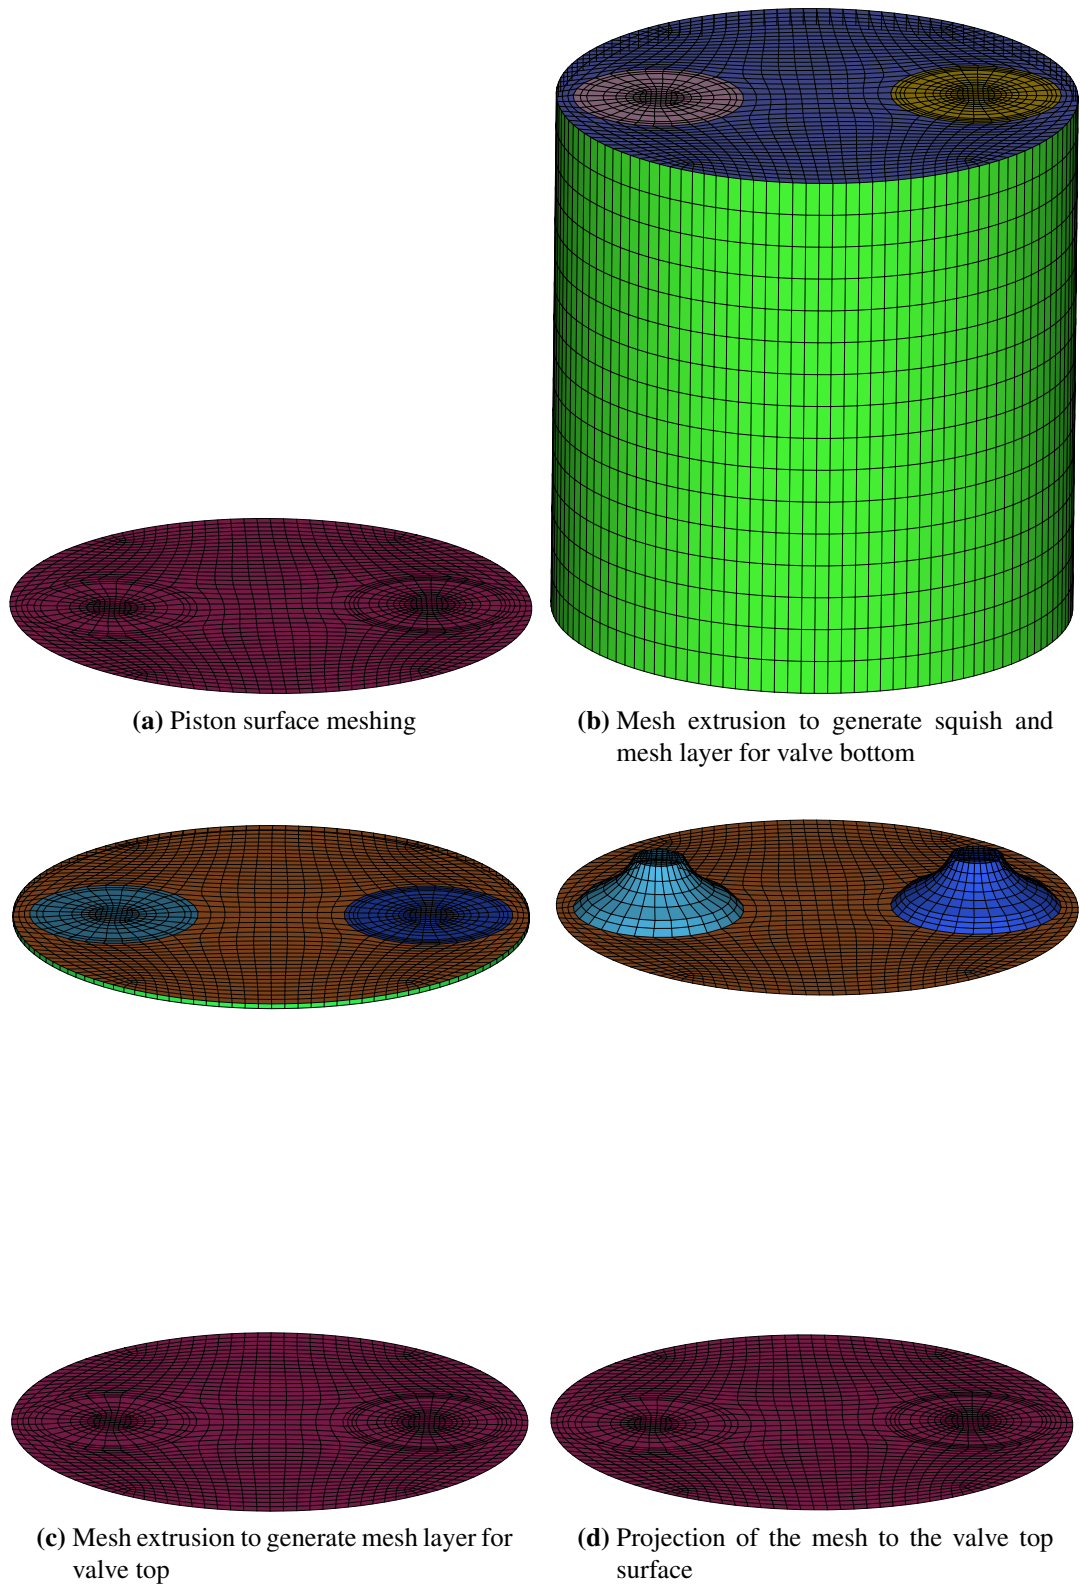 (a) Piston surface meshing
(b) Mesh extrusion to generate squish and
mesh layer for valve bottom
(c) Mesh extrusion to generate mesh layer for
valve top
(d) Projection of the mesh to the valve top
surface